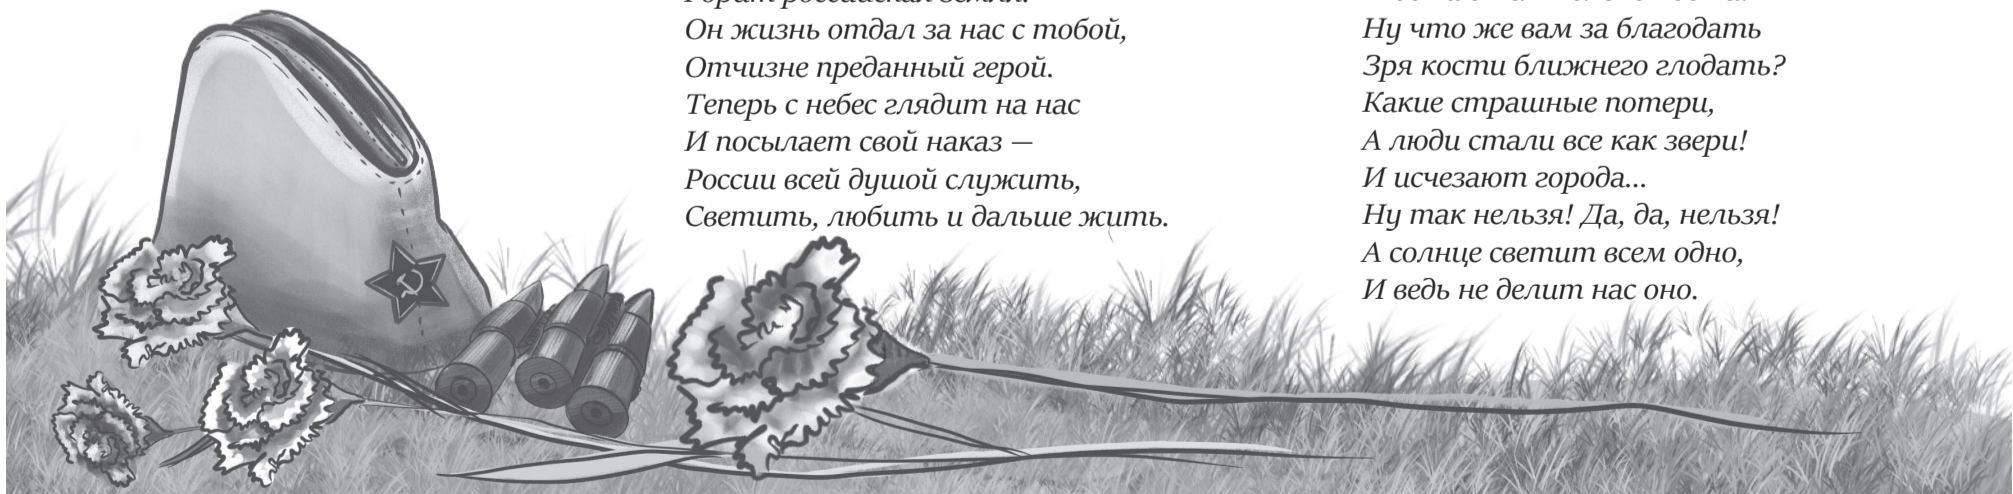 Он жизнь отдал за нас с тобой,
Отчизне преданный герой.
Теперь с небес глядит на нас
И посылает свой наказ —
России всей душой служить,
Светить, любить и дальше жить.
Ну что же вам за благодать
Зря кости ближнего глодать?
Какие страшные потери,
А люди стали все как звери!
И исчезают города...
Ну так нельзя! Да, да, нельзя!
А солнце светит всем одно,
И ведь не делит нас оно.